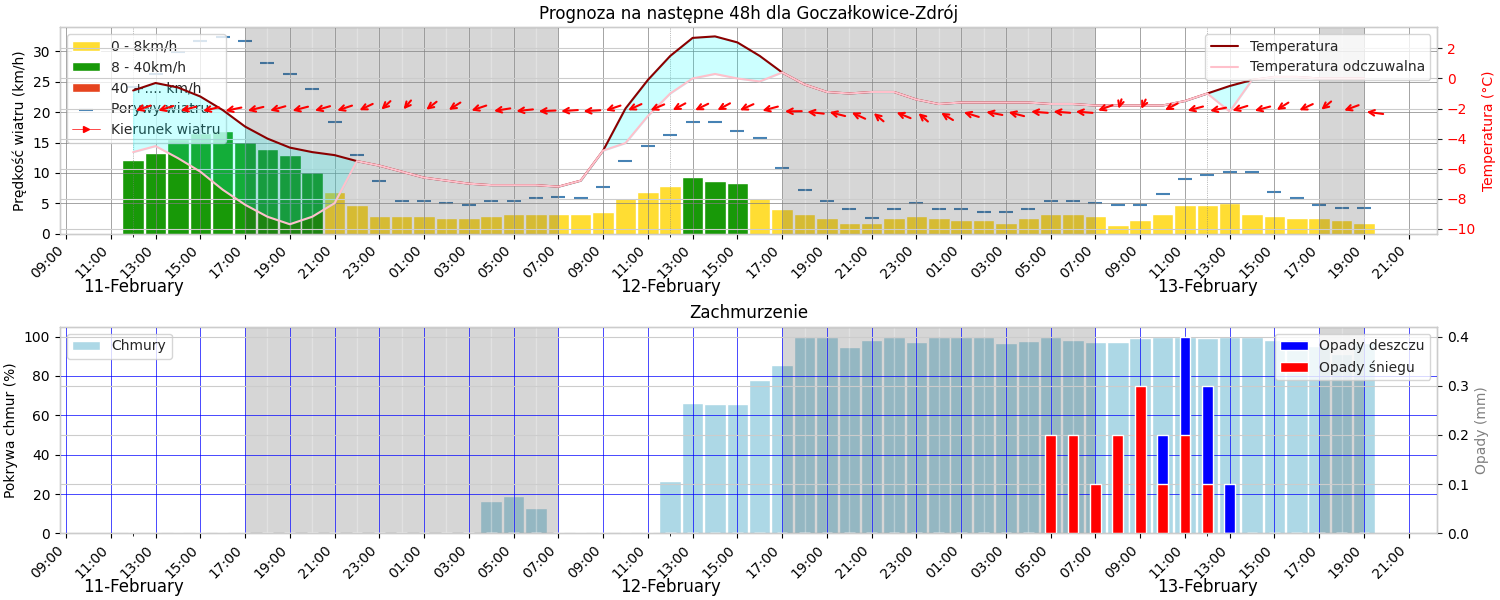 Prognoza na następne 48h dla Goczałkowice-Zdrój
Prędkość wiatru (km/h)
30
25
20
15
10
5
0
0 - 8km/h
8 - 40km/h
40 - .... km/h
Porywy wiatru
Kierunek wiatru
Temperatura
Temperatura odczuwalna
2
0
−2
−4
−6
−8
−10
Temperatura (°C)
09:00 11:00 13:00 15:00 17:00 19:00 21:00 23:00 01:00 03:00 05:00 07:00 09:00 11:00 13:00 15:00 17:00 19:00 21:00 23:00 01:00 03:00 05:00 07:00 09:00 11:00 13:00 15:00 17:00 19:00 21:00
11-February 12-February 13-February
Zachmurzenie
Pokrywa chmur (%)
100
80
60
40
20
0
Chmury
Opady deszczu
Opady śniegu
0.4
0.3
0.2
0.1
0.0
Opady (mm)
09:00 11:00 13:00 15:00 17:00 19:00 21:00 23:00 01:00 03:00 05:00 07:00 09:00 11:00 13:00 15:00 17:00 19:00 21:00 23:00 01:00 03:00 05:00 07:00 09:00 11:00 13:00 15:00 17:00 19:00 21:00
11-February 12-February 13-February